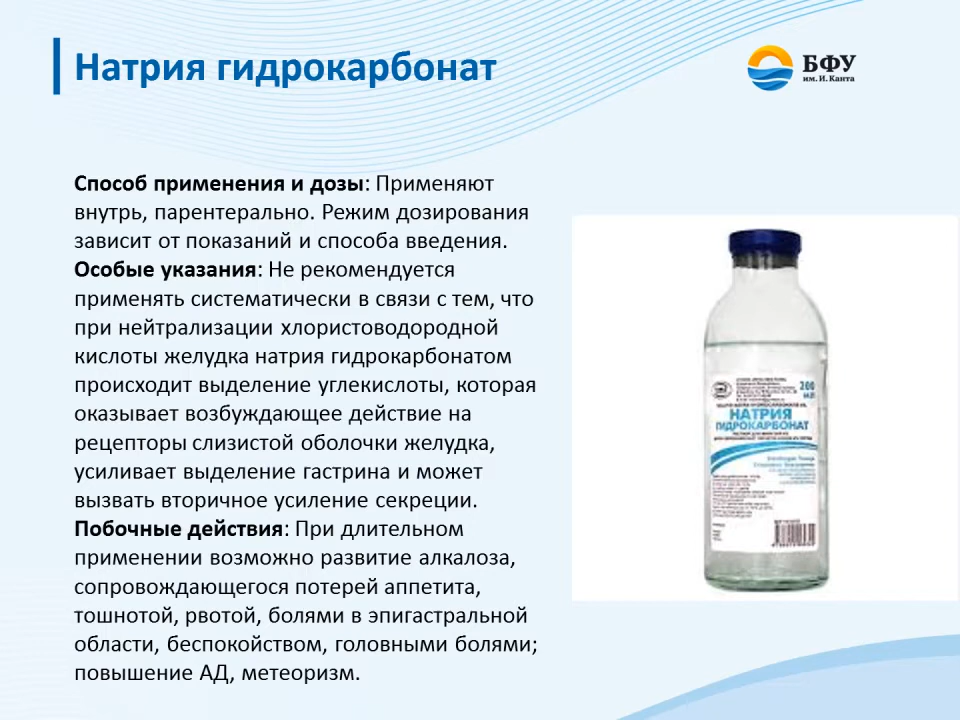 Натрия гидрокарбонат
БФУ
им. И. Канта
Способ применения и дозы: Применяют
внутрь, парентерально. Режим дозирования
зависит от показаний и способа введения.
Особые указания: Не рекомендуется
применять систематически в связи с тем, что
при нейтрализации хлористоводородной
кислоты желудка натрия гидрокарбонатом
происходит выделение углекислоты, которая
оказывает возбуждающее действие на
рецепторы слизистой оболочки желудка,
усиливает выделение гастрина и может
вызвать вторичное усиление секреции.
Побочные действия: При длительном
применении возможно развитие алкалоза,
сопровождающегося потерей аппетита,
тошнотой, рвотой, болями в эпигастральной
области, беспокойством, головными болями;
повышение АД, метеоризм.
200
мл
НАТРИЯ
ГИДРОКАРБОНАТ